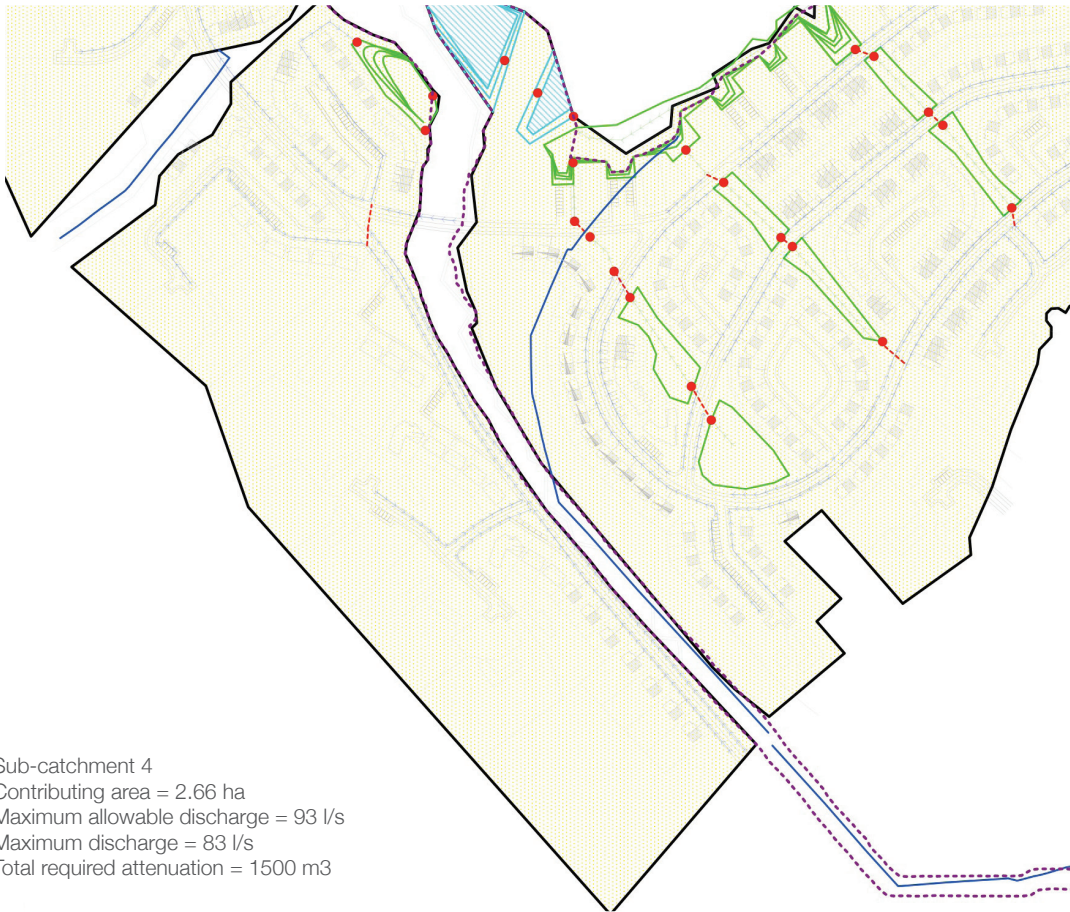 Sub-catchment 4
Contributing area = 2.66 ha
Maximum allowable discharge = 93 l/s
Maximum discharge = 83 l/s
Total required attenuation = 1500 m3